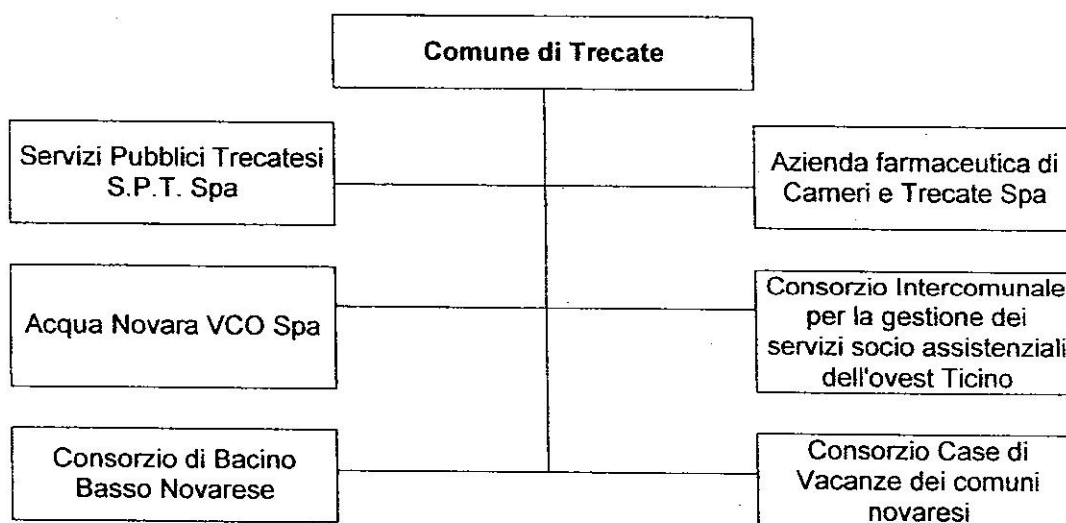 Comune di Trecate
Servizi Pubblici Trecatesi
S.P.T. Spa
Azienda farmaceutica di
Cameri e Trecate Spa
Acqua Novara VCO Spa
Consorzio Intercomunale
per la gestione dei
servizi socio assistenziali
dell'ovest Ticino
Consorzio di Bacino
Basso Novarese
Consorzio Case di
Vacanze dei comuni
novaresi